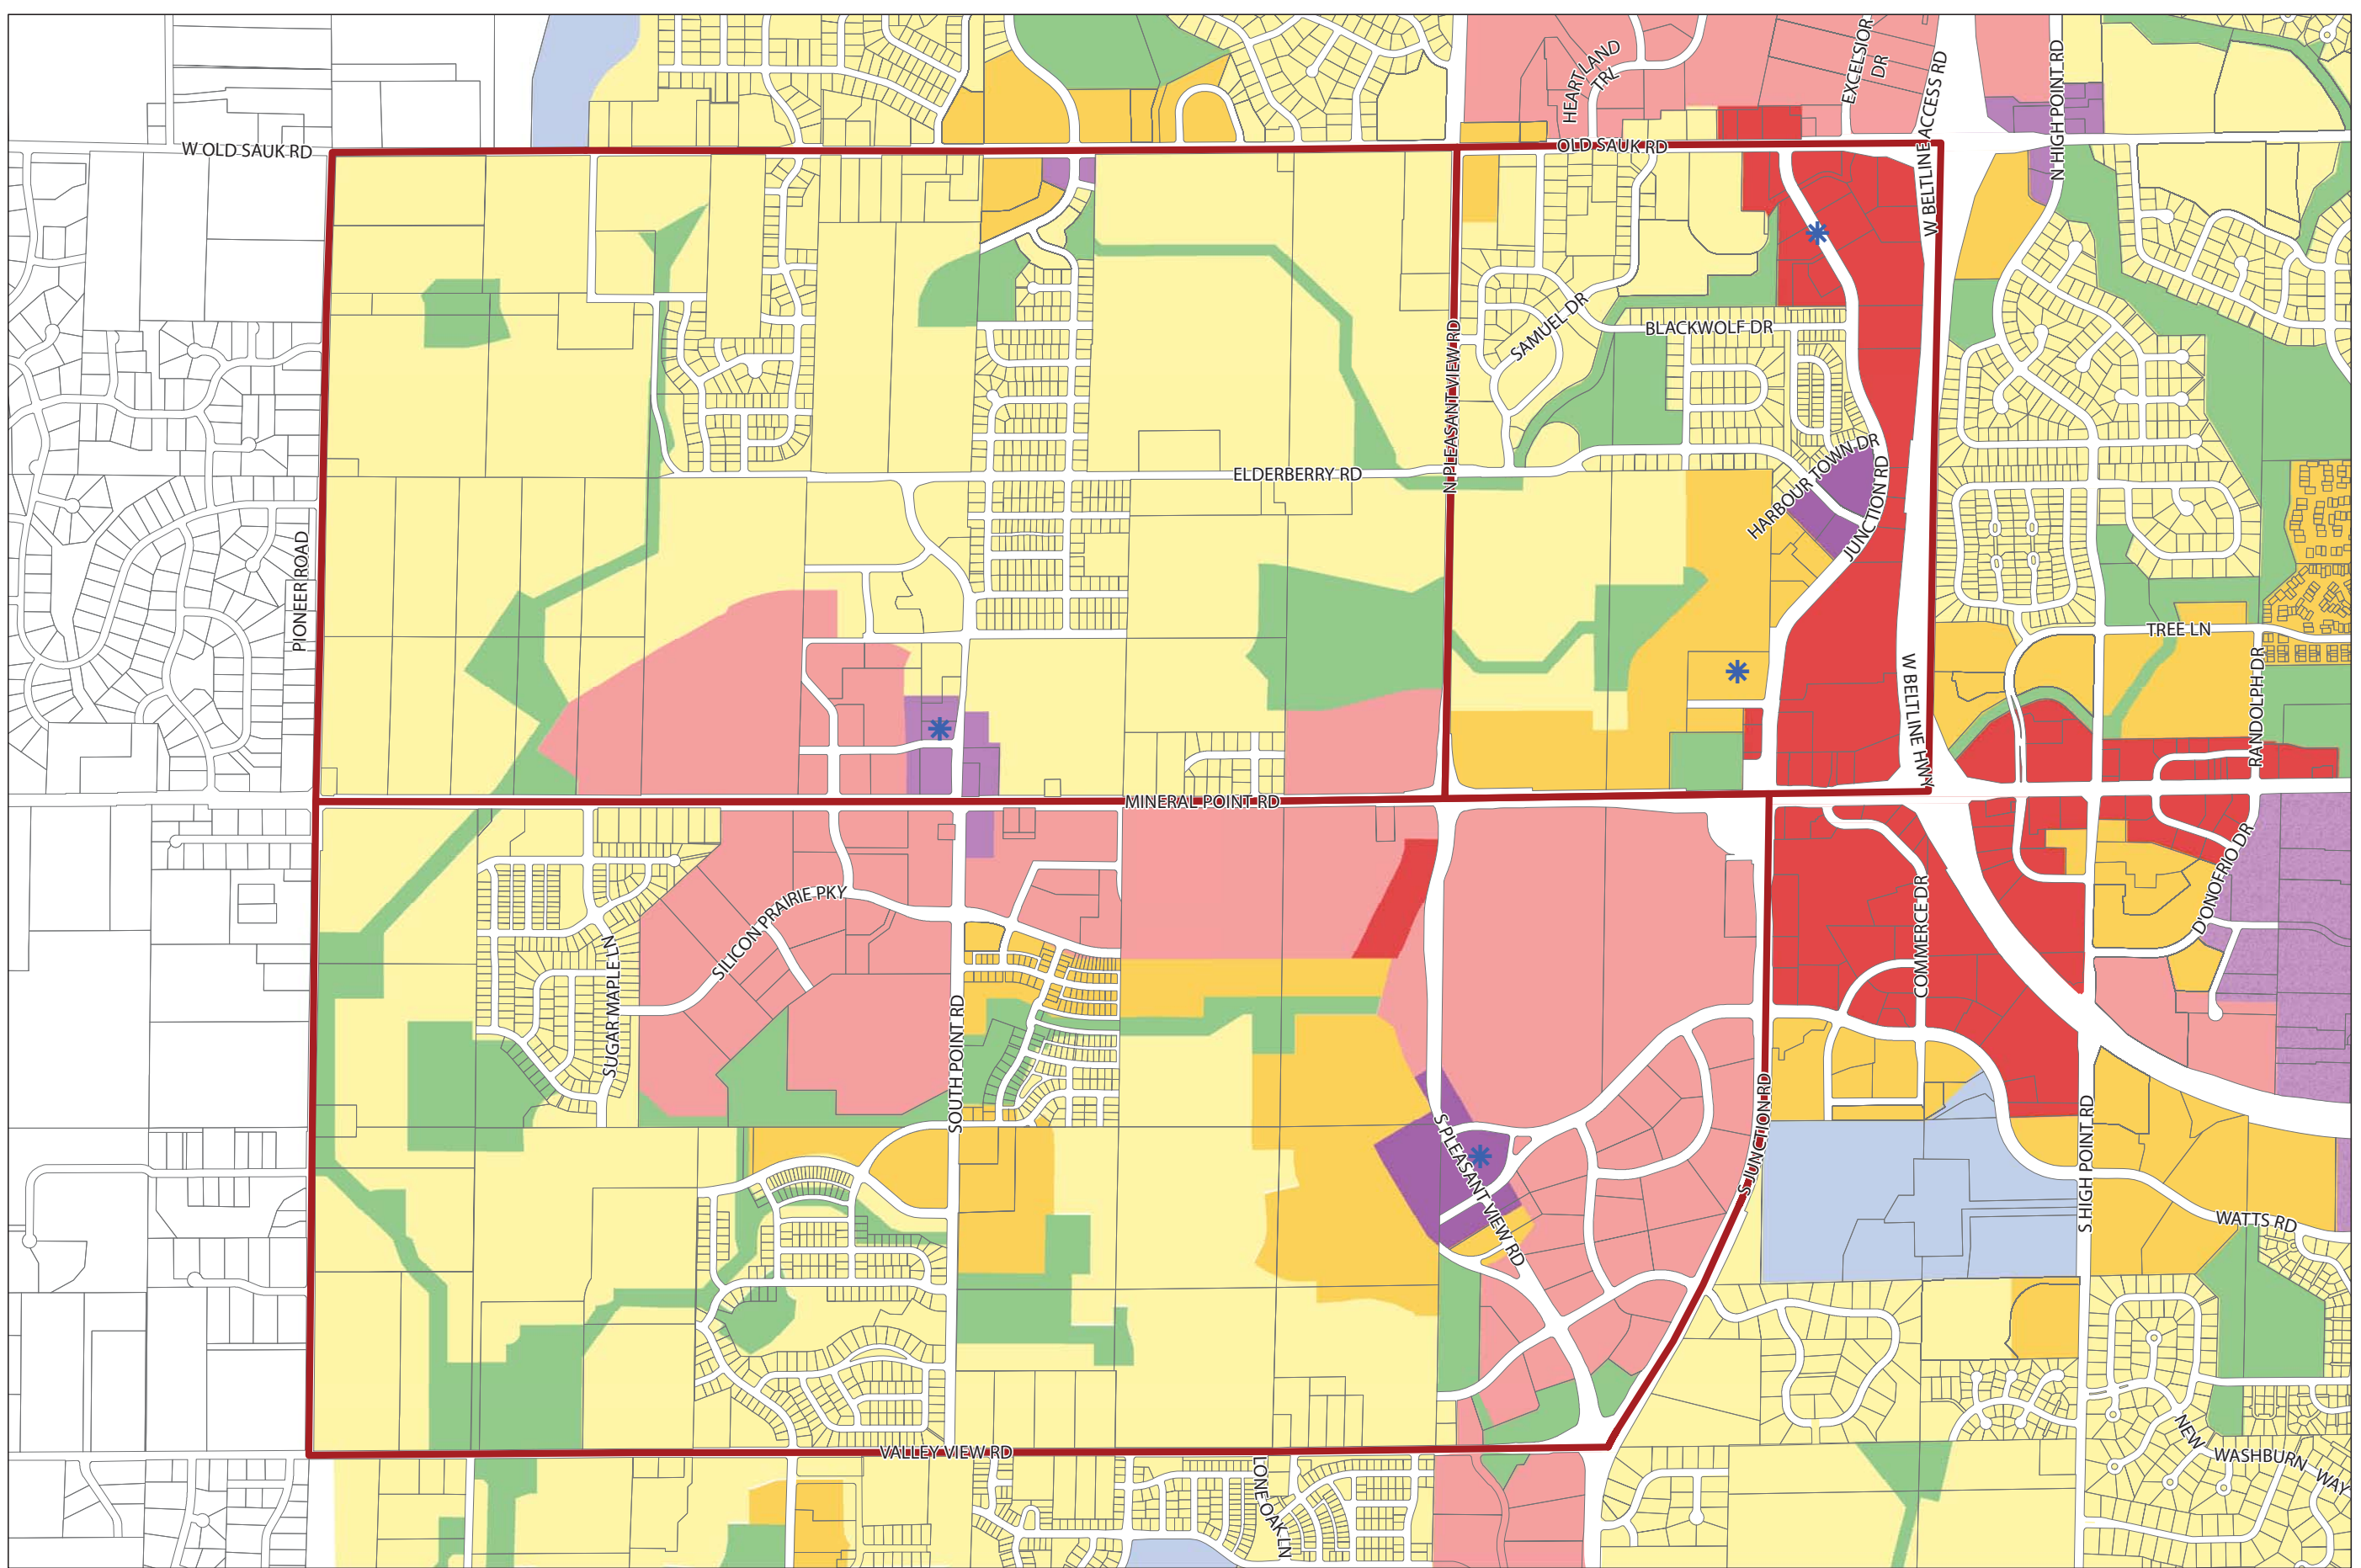 HEARTLAND
TRL
EXCELSIOR
DR
W BELTLINE ACCESS RD
N HIGH POINT RD
W OLD SAUK RD
OLD SAUK RD
SAMUEL DR
BLACKWOLF DR
N PLEASANT VIEW RD
HARBOUR TOWN DR
JUNCTION RD
ELDERBERRY RD
PIONEER ROAD
TREE LN
RANDOLPH DR
W BELTLINE HWY
MINERAL POINT RD
SILICON PRAIRIE PKY
SUGAR MAPLE LN
SOUTH POINT RD
COMMERCE DR
D'ONOFRIO DR
S JUNCTION RD
S PLEASANT VIEW RD
S HIGH POINT RD
WATTS RD
VALLEY VIEW RD
LONE OAK LN
NEW WASHBURN WAY